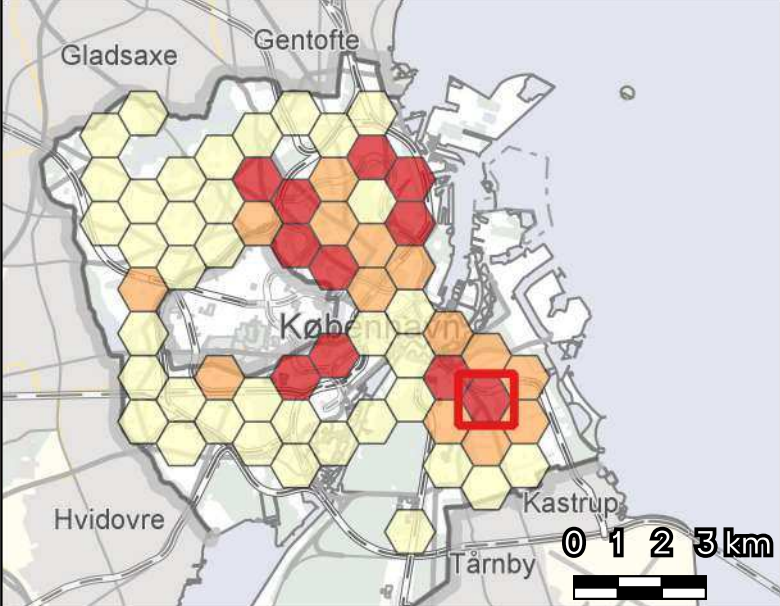 Gentofte
Gladsaxe
København
Kastrup
Hvidovre
0 1 2 3 km
Tårnby